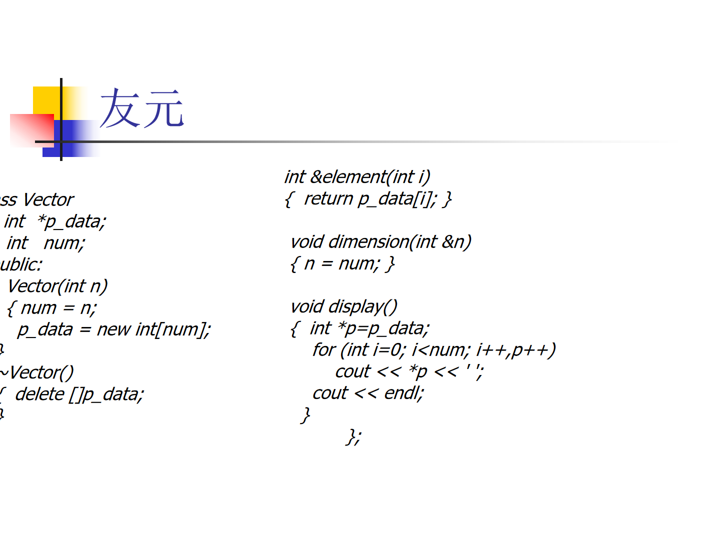 友元
ss Vector
int *p_data;
int num;
ublic:
Vector(int n)
{ num = n;
p_data = new int[num];
}
~Vector()
{ delete []p_data;
}
int &element(int i)
{ return p_data[i]; }
void dimension(int &n)
{ n = num; }
void display()
{ int *p=p_data;
for (int i=0; i<num; i++,p++)
cout << *p << ' ';
cout << endl;
}
};